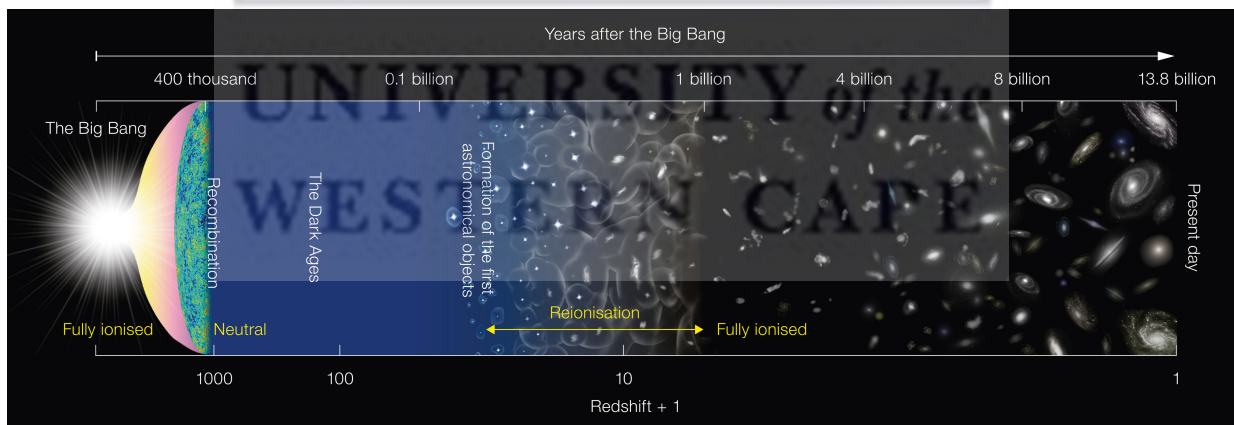 Years after the Big Bang
400 thousand 0.1 billion 1 billion 4 billion 8 billion 13.8 billion
The Big Bang
UNIVERSITY of the
WESTERN CAPE
Recombination
The Dark Ages
Formation of the first
astronomical objects
Present day
Reionisation
Fully ionised Neutral Fully ionised
1000 100 10 1
Redshift + 1